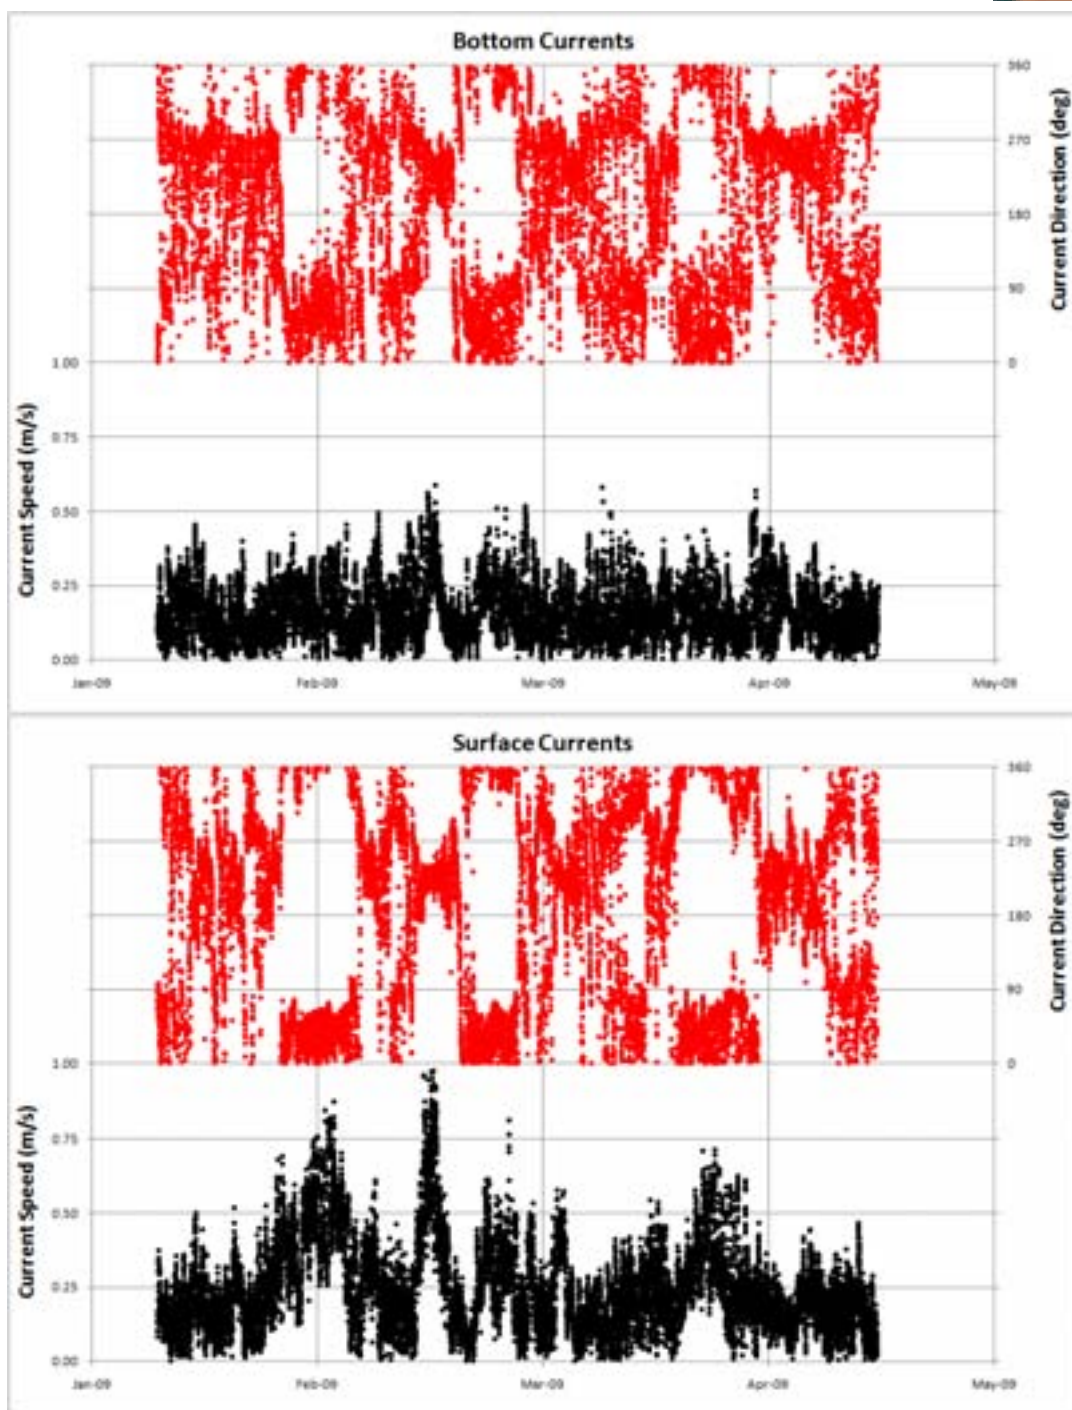 Bottom Currents
360
270
180
90
0
Current Direction (deg)
1.00
0.75
0.50
0.25
0.00
Current Speed (m/s)
Jan-09
Feb-09
Mar-09
Apr-09
May-09
Surface Currents
360
270
180
90
0
Current Direction (deg)
1.00
0.75
0.50
0.25
0.00
Current Speed (m/s)
Jan-09
Feb-09
Mar-09
Apr-09
May-09